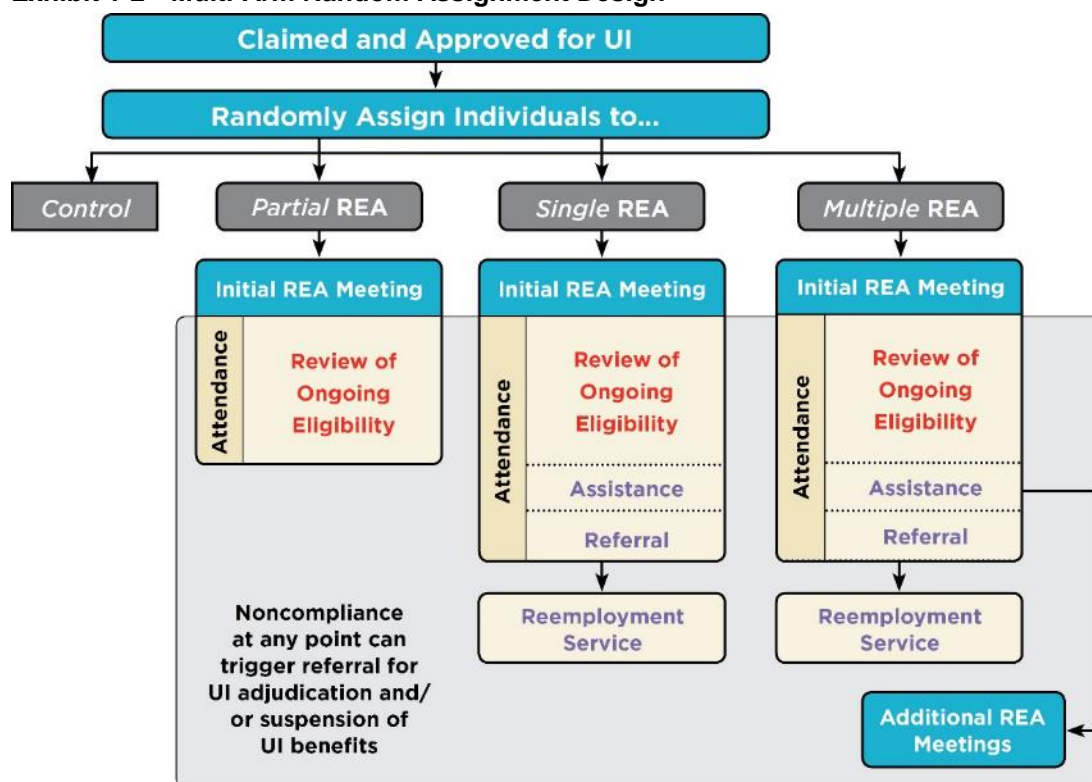 Claimed and Approved for UI
Randomly Assign Individuals to...
Control
Partial REA
Single REA
Multiple REA
Initial REA Meeting
Attendance
Review of
Ongoing
Eligibility
Initial REA Meeting
Attendance
Review of
Ongoing
Eligibility
Assistance
Referral
Reemployment
Service
Initial REA Meeting
Attendance
Review of
Ongoing
Eligibility
Assistance
Referral
Reemployment
Service
Additional REA
Meetings
Noncompliance
at any point can
trigger referral for
UI adjudication and/
or suspension of
UI benefits